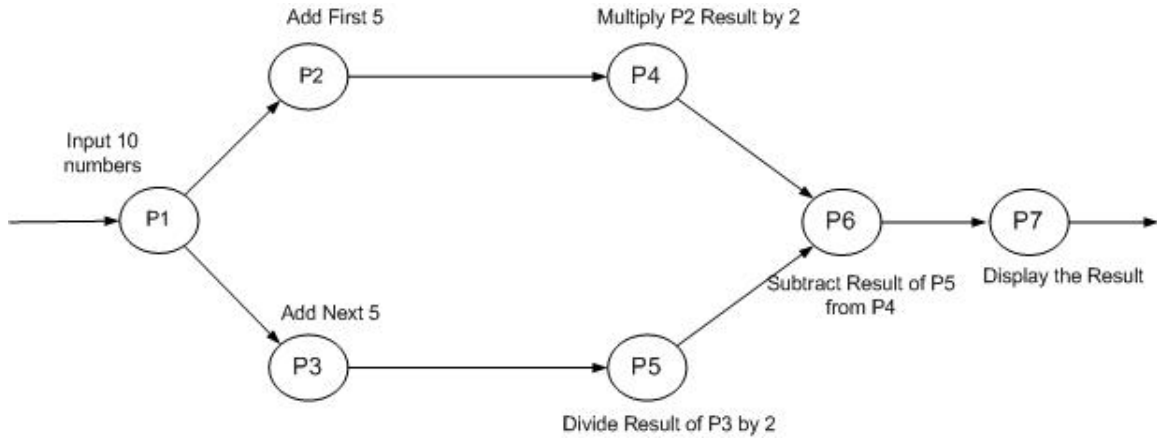 Add First 5
Multiply P2 Result by 2
P2
P4
Input 10
numbers
P1
P6
P7
Subtract Result of P5
from P4
Display the Result
Add Next 5
P3
P5
Divide Result of P3 by 2